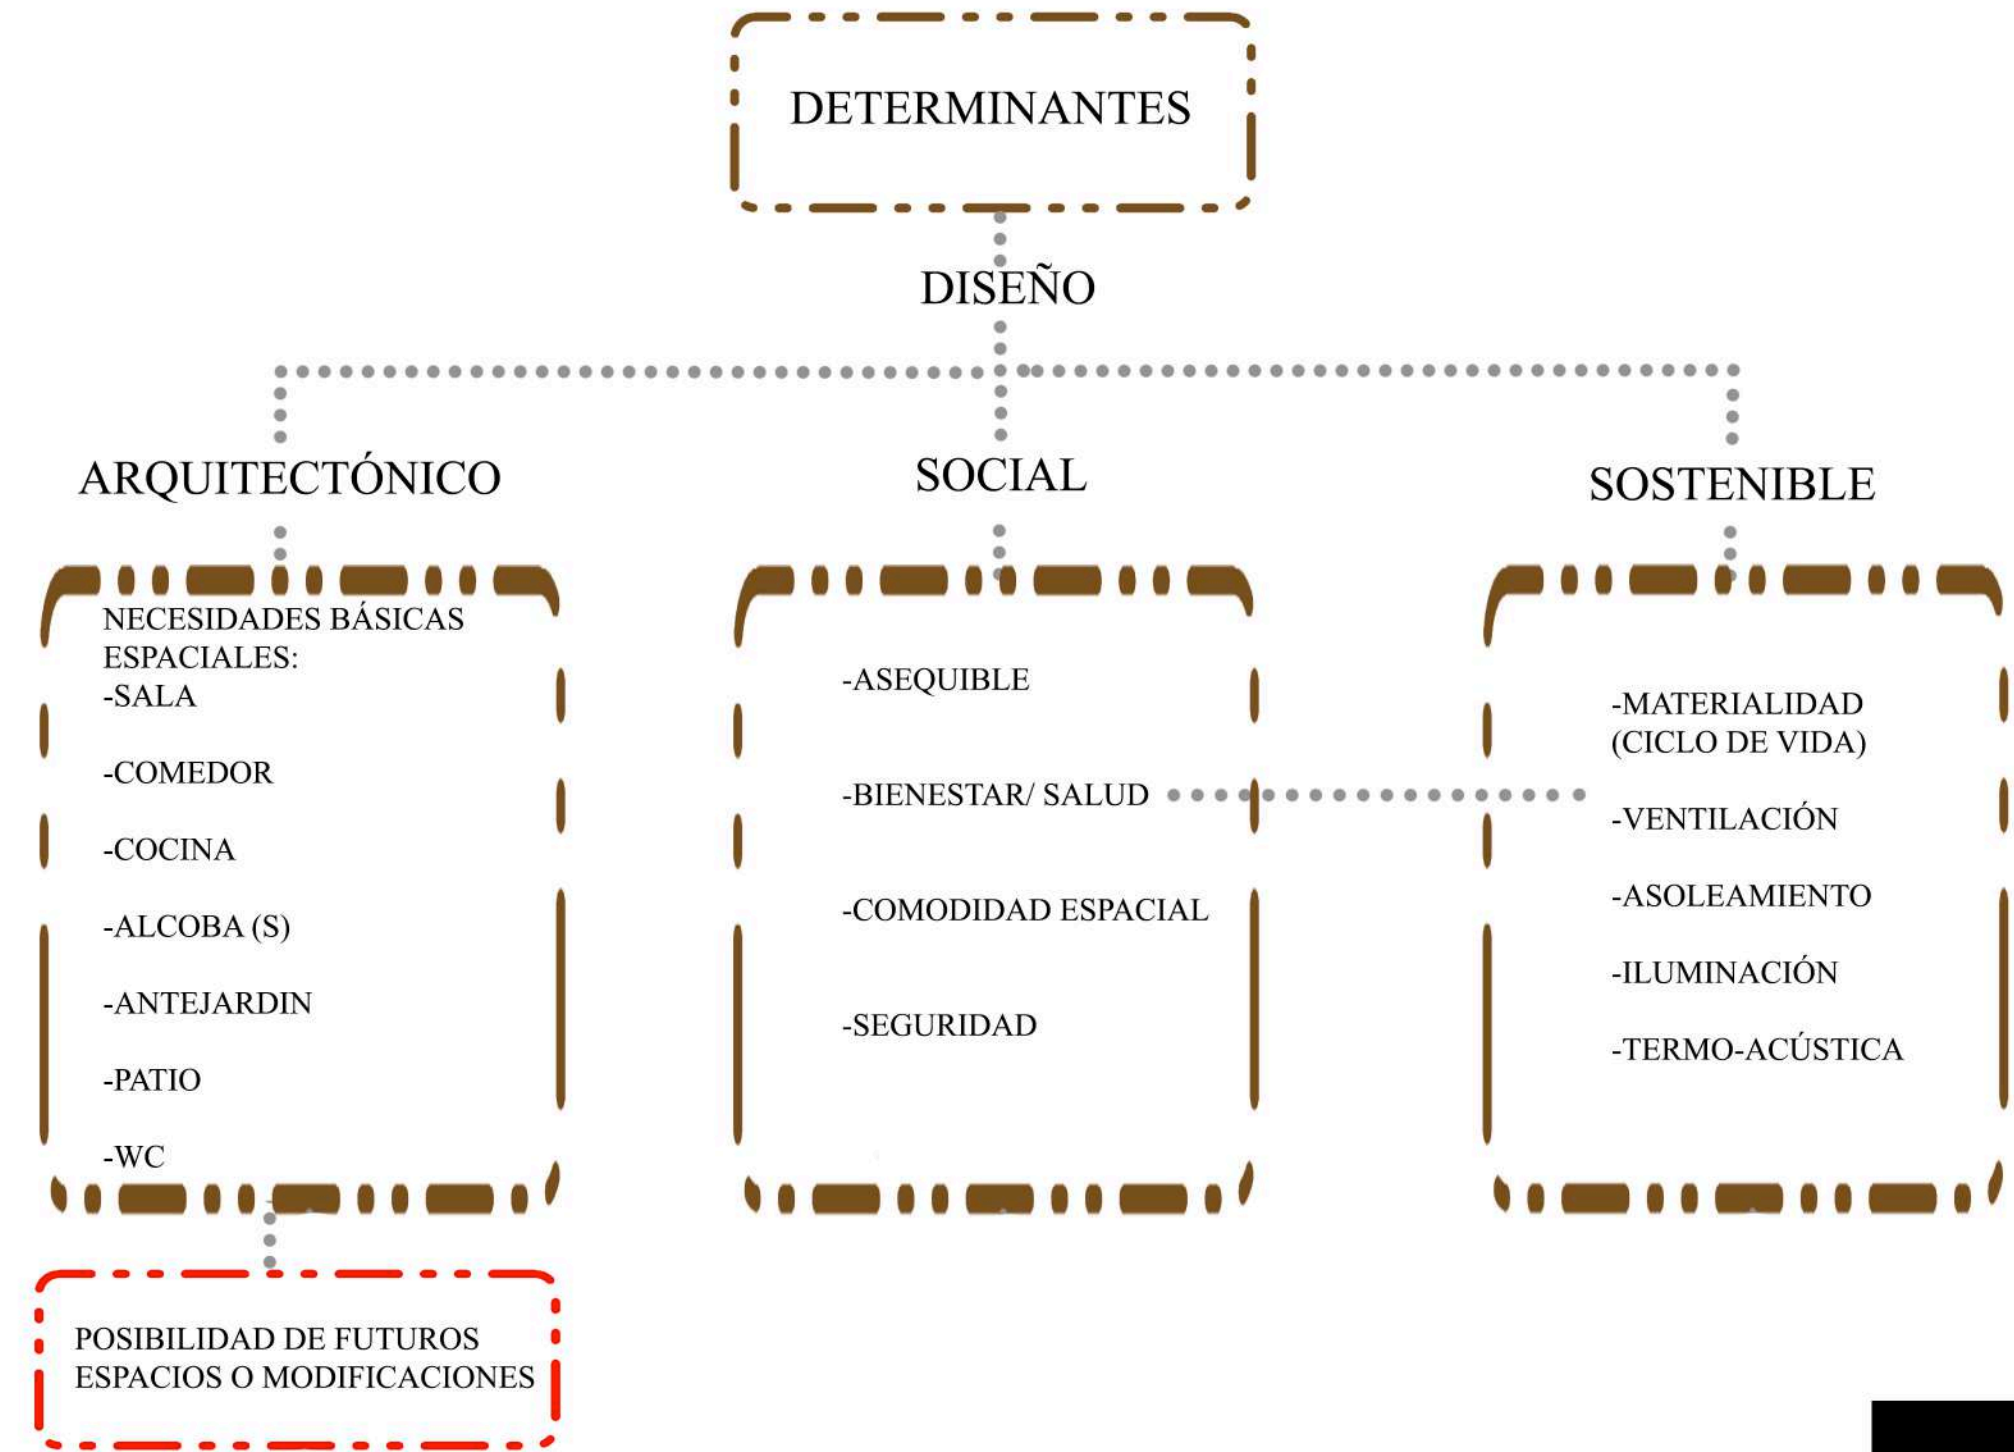 DETERMINANTES
DISEÑO
ARQUITECTÓNICO
NECESIDADES BÁSICAS
ESPACIALES:
-SALA
-COMEDOR
-COCINA
-ALCOBA (S)
-ANTEJARDIN
-PATIO
-WC
POSIBILIDAD DE FUTUROS
ESPACIOS O MODIFICACIONES
SOCIAL
-ASEQUIBLE
-BIENESTAR/ SALUD
-COMODIDAD ESPACIAL
-SEGURIDAD
SOSTENIBLE
-MATERIALIDAD
(CICLO DE VIDA)
-VENTILACIÓN
-ASOLEAMIENTO
-ILUMINACIÓN
-TERMO-ACÚSTICA